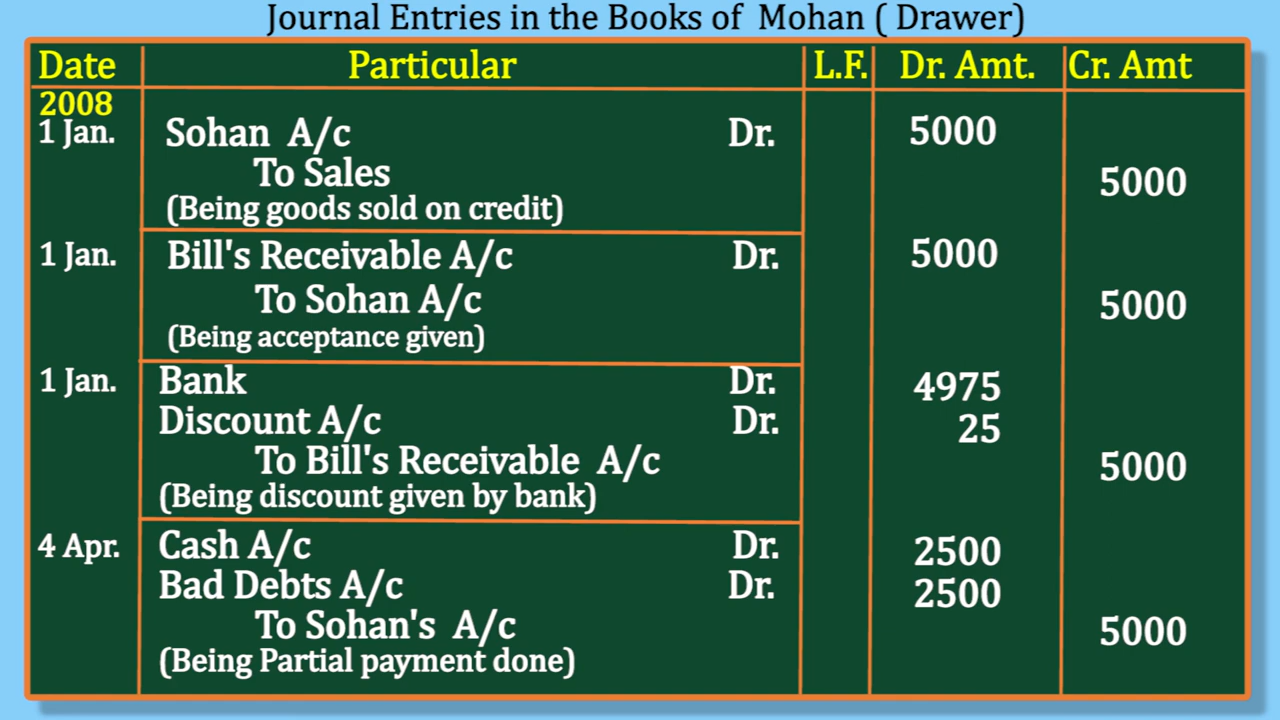 Journal Entries in the Books of Mohan ( Drawer)
Date Particular L.F. Dr. Amt. Cr. Amt
2008
1 Jan. Sohan A/c Dr. 5000
To Sales 5000
(Being goods sold on credit)
1 Jan. Bill's Receivable A/c Dr. 5000
To Sohan A/c 5000
(Being acceptance given)
1 Jan. Bank Dr. 4975
Discount A/c Dr. 25
To Bill's Receivable A/c 5000
(Being discount given by bank)
4 Apr. Cash A/c Dr. 2500
Bad Debts A/c Dr. 2500
To Sohan's A/c 5000
(Being Partial payment done)